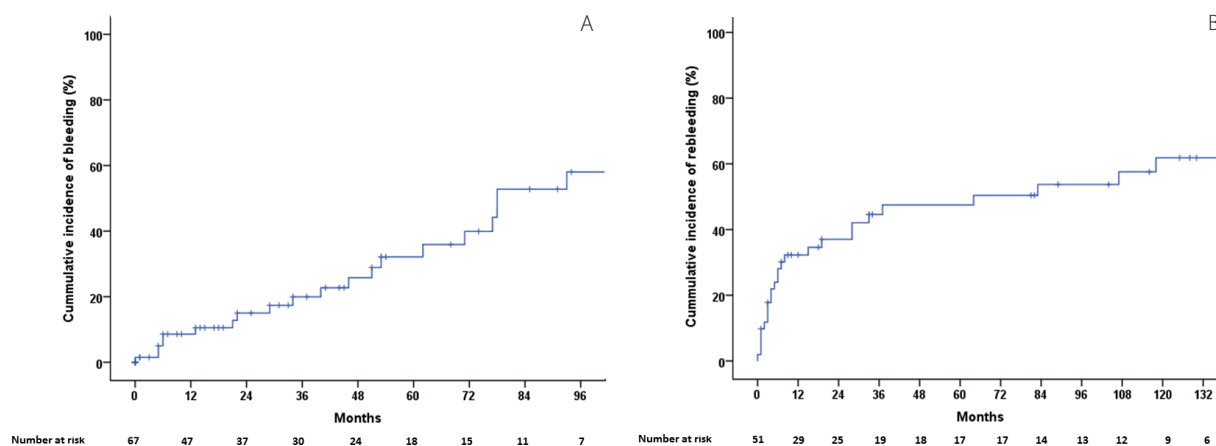 A
Cummulative incidence of bleeding (%)
100
80
60
40
20
0
0 12 24 36 48 60 72 84 96
Months
Number at risk 67 47 37 30 24 18 15 11 7
B
Cummulative incidence of rebleeding (%)
100
80
60
40
20
0
0 12 24 36 48 60 72 84 96 108 120 132
Months
Number at risk 51 29 25 19 18 17 17 14 13 12 9 6